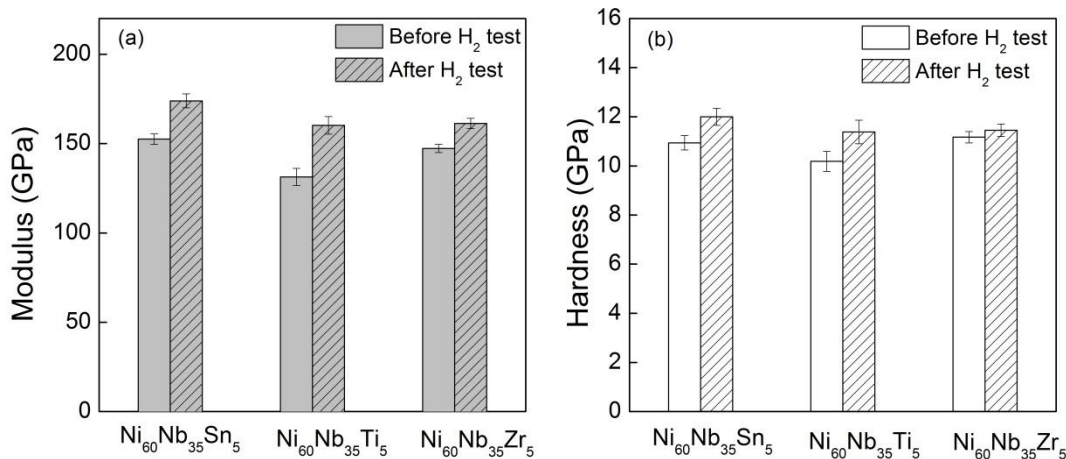 (a)
Before H₂ test
After H₂ test
Modulus (GPa)
200
150
100
50
0
Ni₆₀Nb₃₅Sn₅
Ni₆₀Nb₃₅Ti₅
Ni₆₀Nb₃₅Zr₅
(b)
Before H₂ test
After H₂ test
Hardness (GPa)
16
14
12
10
8
6
4
2
0
Ni₆₀Nb₃₅Sn₅
Ni₆₀Nb₃₅Ti₅
Ni₆₀Nb₃₅Zr₅